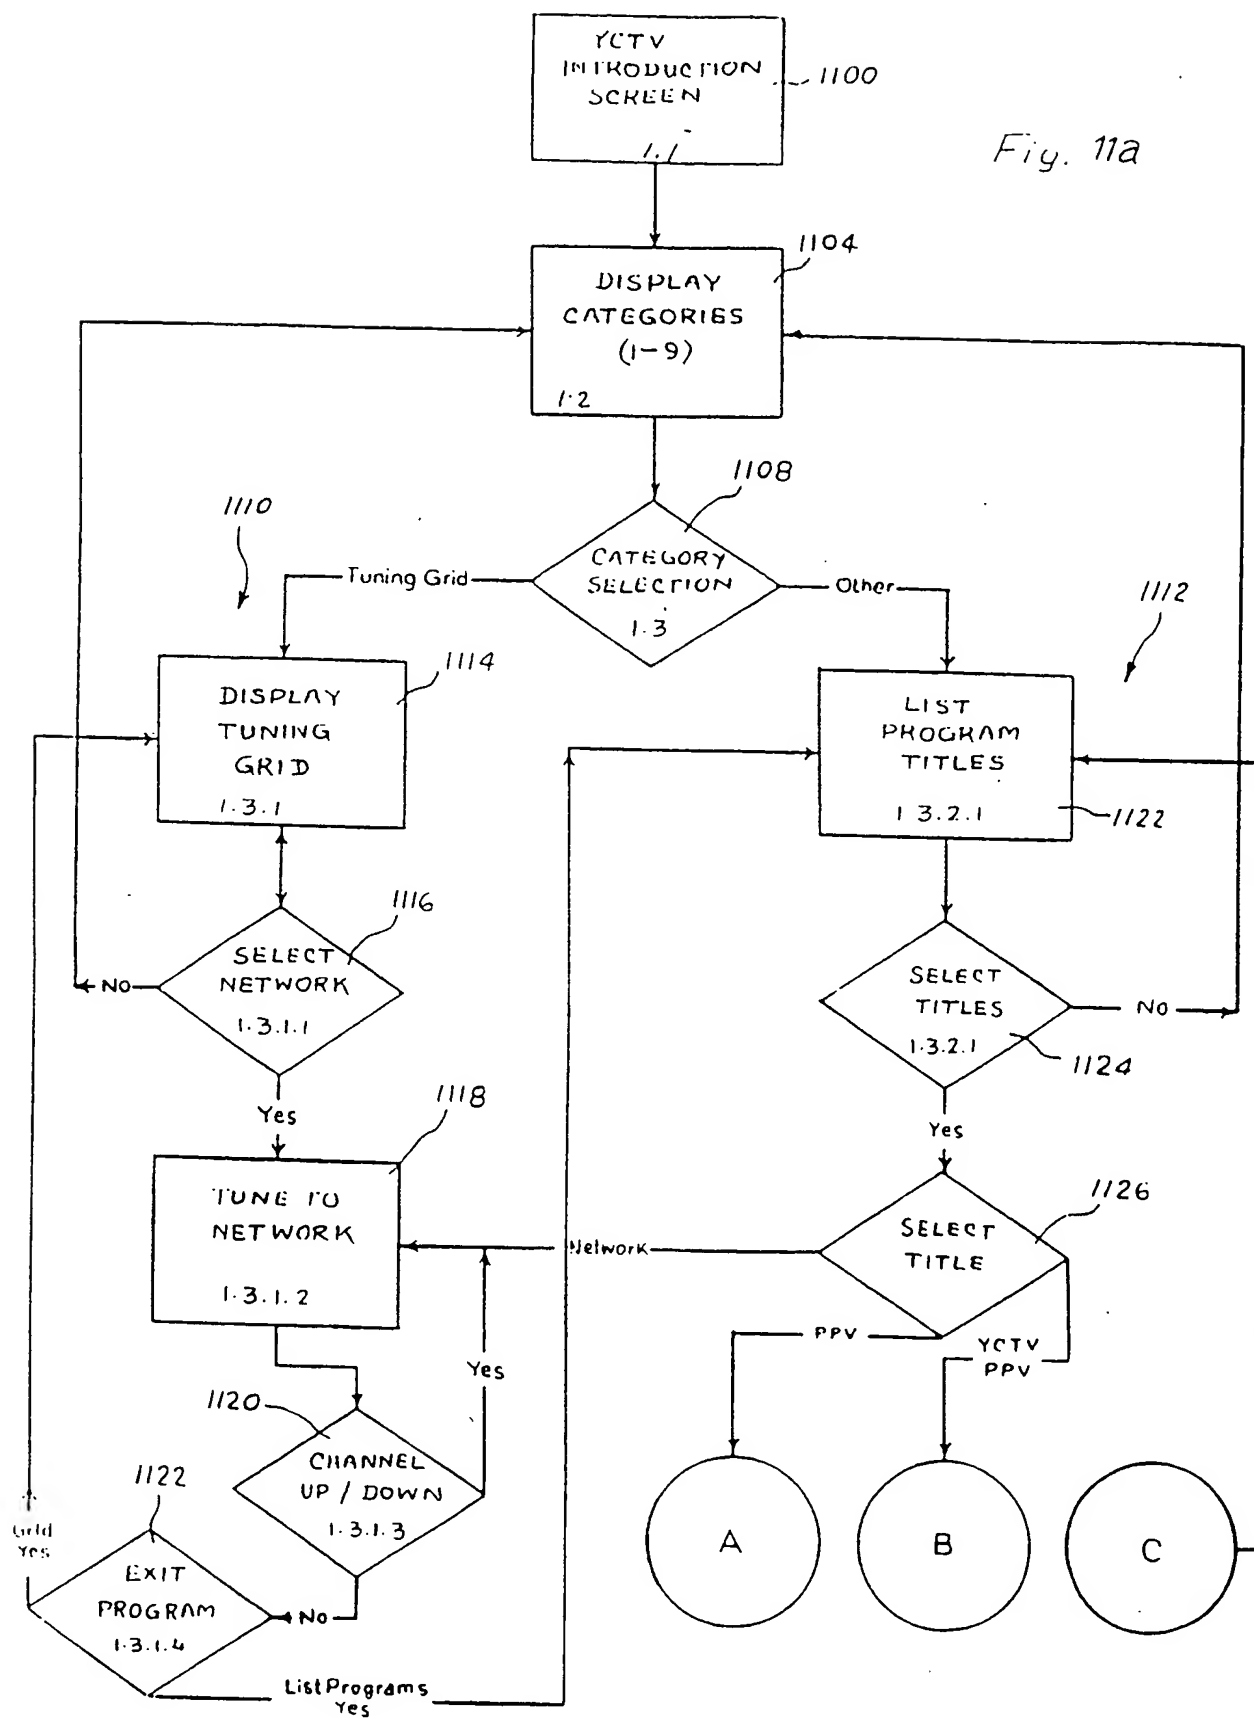 YCTV
INTRODUCTION
SCREEN
1.1
1100
Fig. 11a
1104
DISPLAY
CATEGORIES
(1-9)
1.2
1108
1110
CATEGORY
SELECTION
1.3
Tuning Grid
Other
1112
1114
DISPLAY
TUNING
GRID
1.3.1
LIST
PROGRAM
TITLES
1 3.2.1
1122
1116
SELECT
NETWORK
1.3.1.1
No
SELECT
TITLES
1.3.2.1
No
1124
Yes
Yes
1118
TUNE TO
NETWORK
1.3.1.2
1126
SELECT
TITLE
Network
PPV
YCTV
PPV
Yes
1120
CHANNEL
UP / DOWN
1.3.1.3
1122
Grid
Yes
EXIT
PROGRAM
1.3.1.4
No
List Programs
Yes
A
B
C